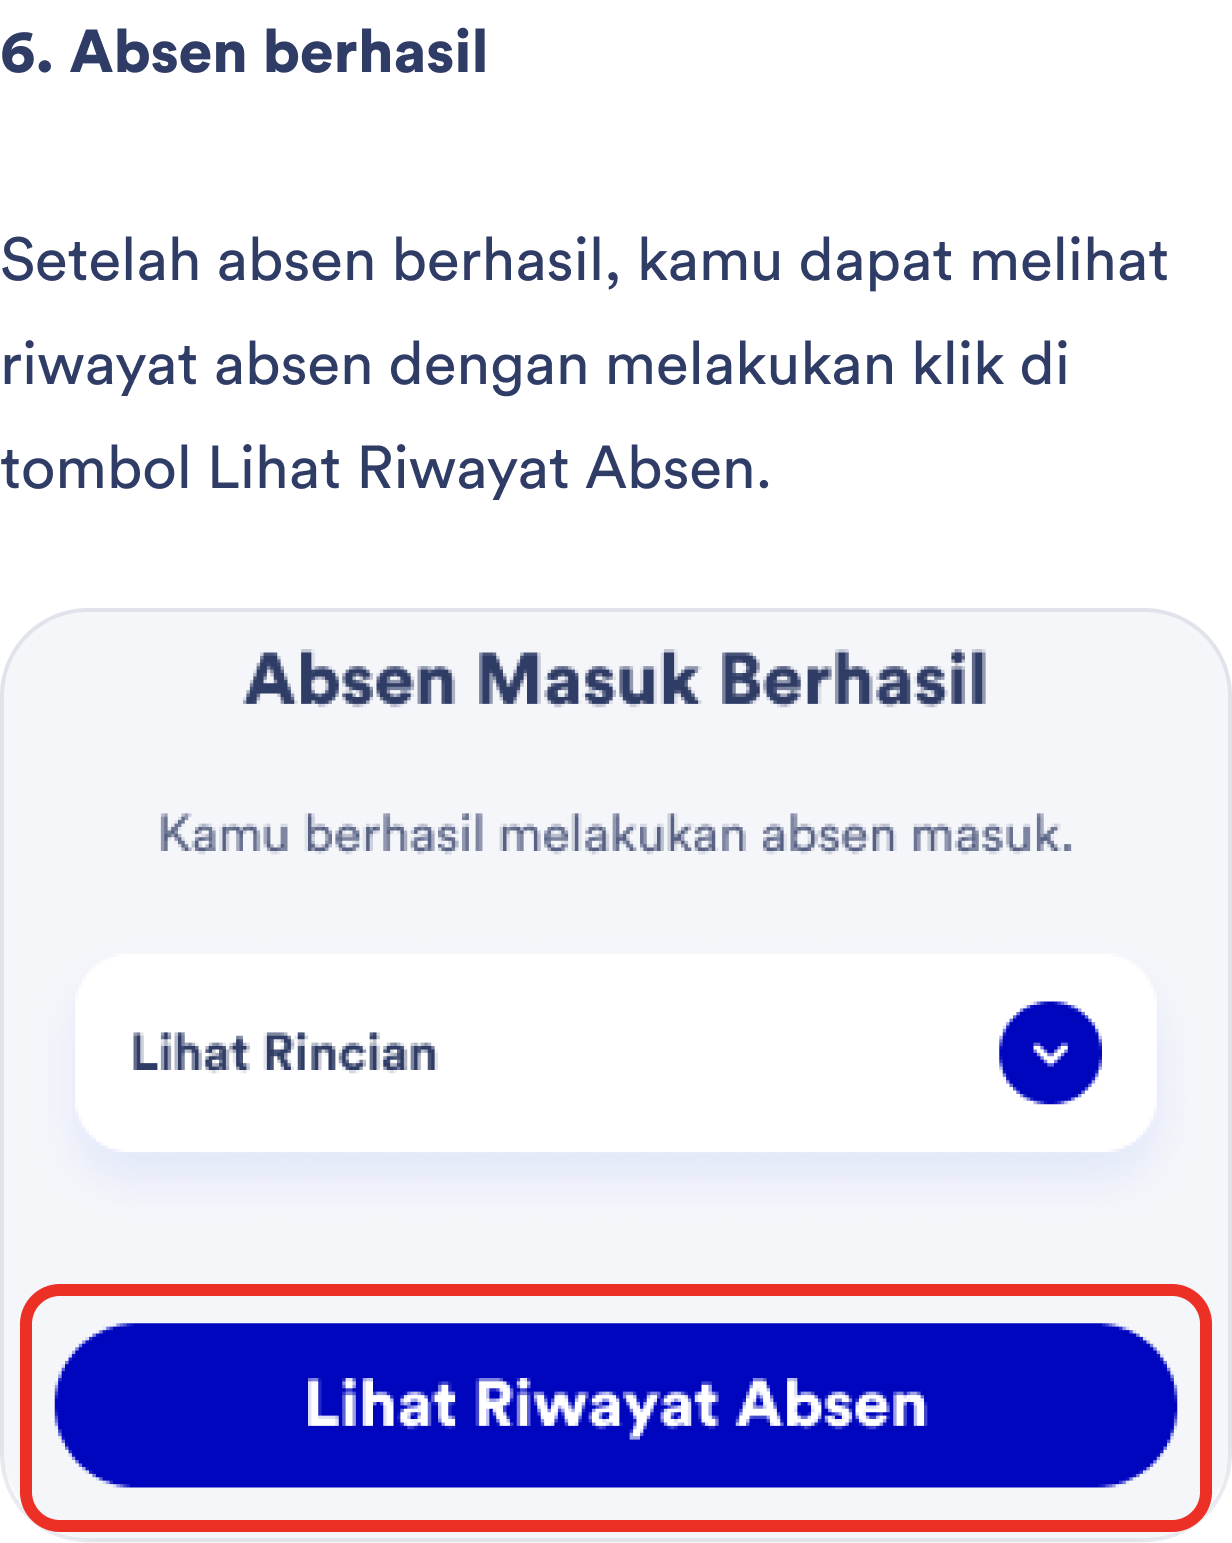 6. Absen berhasil
Setelah absen berhasil, kamu dapat melihat
riwayat absen dengan melakukan klik di
tombol Lihat Riwayat Absen.
Absen Masuk Berhasil
Kamu berhasil melakukan absen masuk.
Lihat Rincian
Lihat Riwayat Absen